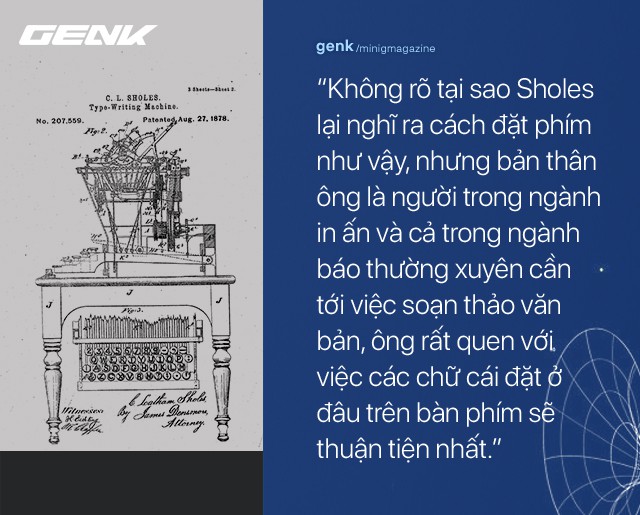 GENK
3 Sheets—Sheet 3.
C. L. SHOLES.
Type-Writing Machine.
No. 207,559.
Patented Aug. 27, 1878.
Fig: 2.
J
J
J
Fig: 3.
C. Latham Sholes
By James Densmore,
Attorney.
Witnesses
genk/minigmagazine
“Không rõ tại sao Sholes
lại nghĩ ra cách đặt phím
như vậy, nhưng bản thân
ông là người trong ngành
in ấn và cả trong ngành
báo thường xuyên cần
tới việc soạn thảo văn
bản, ông rất quen với
việc các chữ cái đặt ở
đâu trên bàn phím sẽ
thuận tiện nhất.”